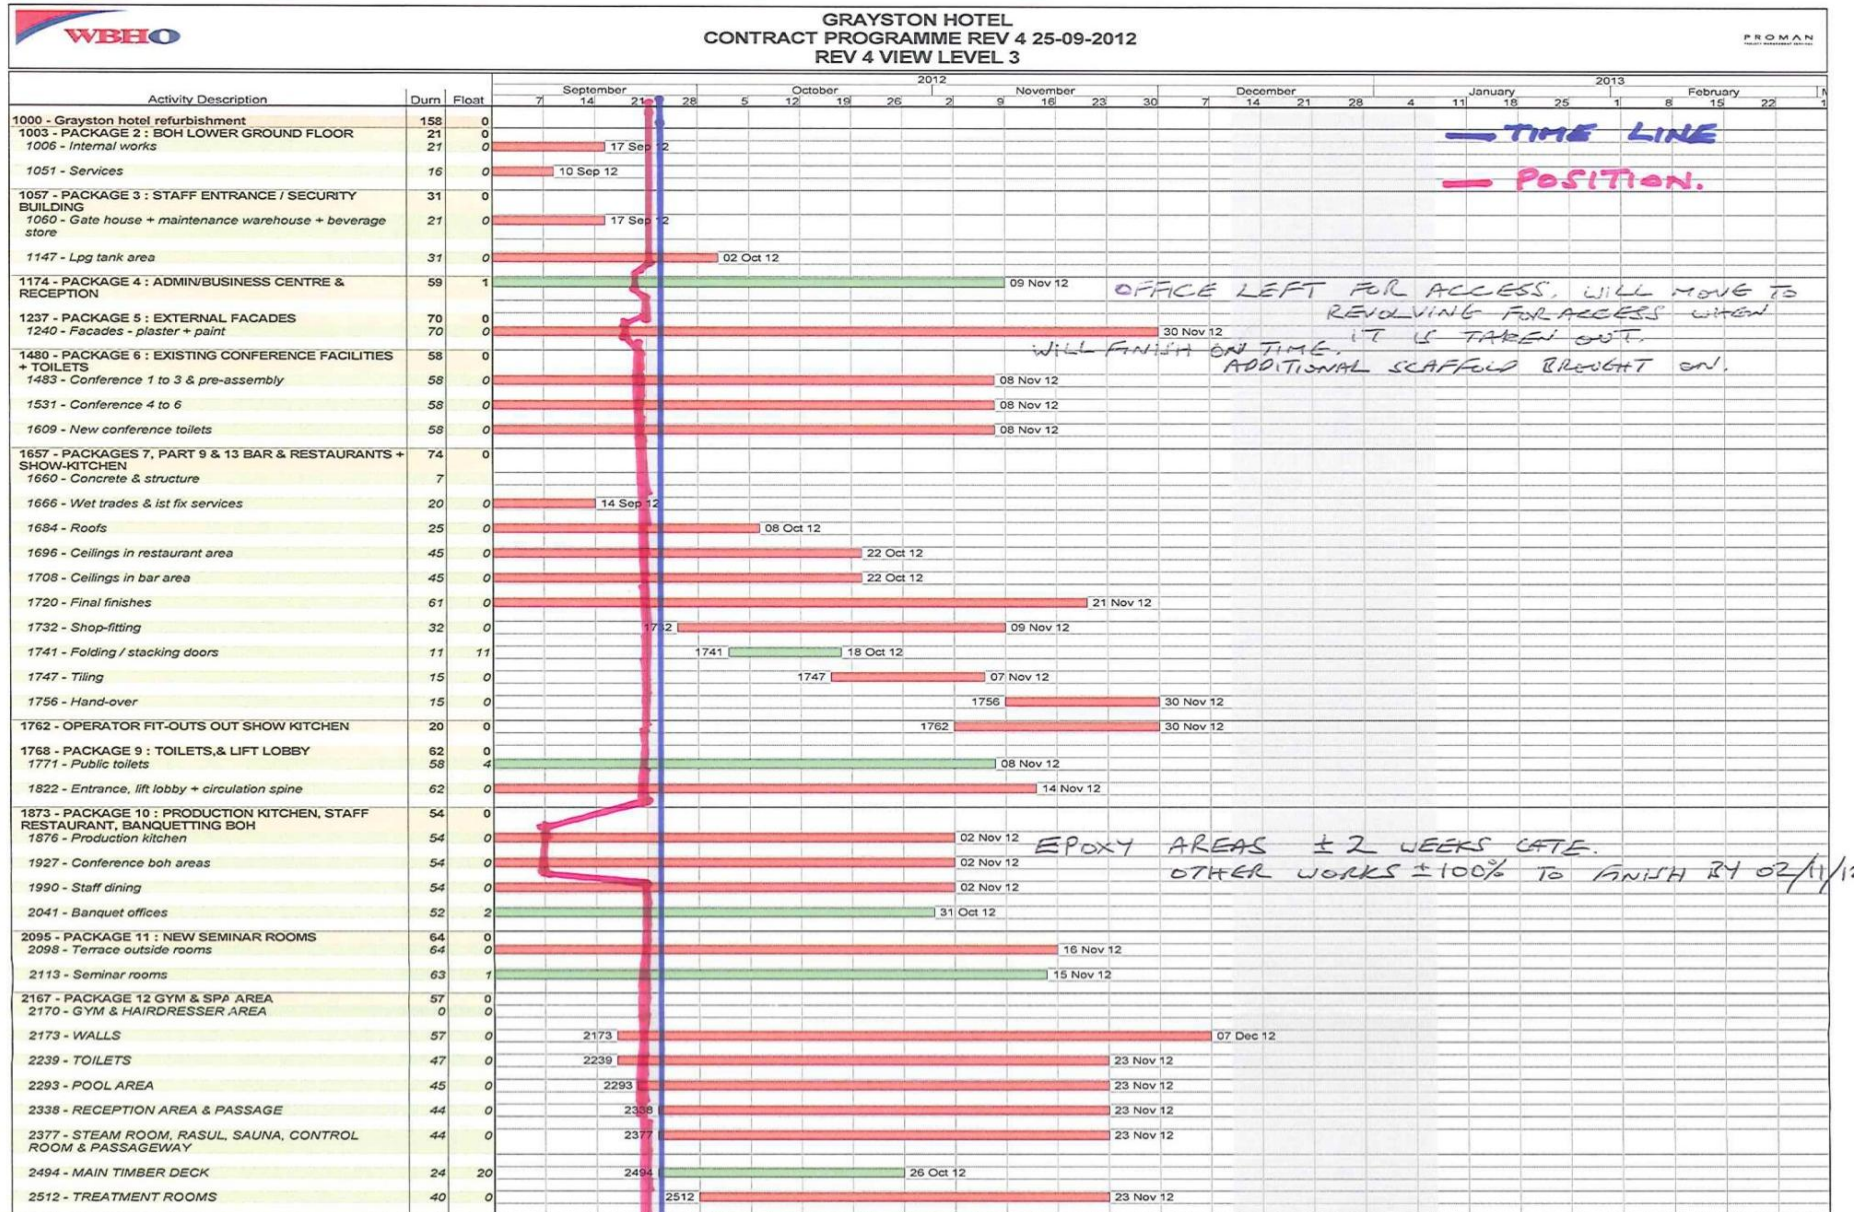 WBHO
GRAYSTON HOTEL
CONTRACT PROGRAMME REV 4 25-09-2012
REV 4 VIEW LEVEL 3
PROMAN
2012 2013
Activity Description Durn Float September October November December January February M
7 14 21 28 5 12 19 26 2 9 16 23 30 7 14 21 28 4 11 18 25 1 8 15 22 1
1000 - Grayston hotel refurbishment 158 0
1003 - PACKAGE 2 : BOH LOWER GROUND FLOOR 21 0
TIME LINE
1006 - Internal works 21 0 17 Sep 12
1051 - Services 16 0 10 Sep 12
POSITION.
1057 - PACKAGE 3 : STAFF ENTRANCE / SECURITY 31 0
BUILDING
1060 - Gate house + maintenance warehouse + beverage 21 0 17 Sep 12
store
1147 - Lpg tank area 31 0 02 Oct 12
1174 - PACKAGE 4 : ADMIN/BUSINESS CENTRE & 59 1 09 Nov 12
RECEPTION
OFFICE LEFT FOR ACCESS. WILL MOVE TO
REVOLVING FOR ACCESS WHEN
IT IS TAKEN OUT.
1237 - PACKAGE 5 : EXTERNAL FACADES 70 0
1240 - Facades - plaster + paint 70 0 30 Nov 12
WILL FINISH ON TIME.
ADDITIONAL SCAFFOLD BROUGHT ON.
1480 - PACKAGE 6 : EXISTING CONFERENCE FACILITIES 58 0
+ TOILETS
1483 - Conference 1 to 3 & pre-assembly 58 0 08 Nov 12
1531 - Conference 4 to 6 58 0 08 Nov 12
1609 - New conference toilets 58 0 08 Nov 12
1657 - PACKAGES 7, PART 9 & 13 BAR & RESTAURANTS + 74 0
SHOW-KITCHEN
1660 - Concrete & structure 7
1666 - Wet trades & ist fix services 20 0 14 Sep 12
1684 - Roofs 25 0 08 Oct 12
1696 - Ceilings in restaurant area 45 0 22 Oct 12
1708 - Ceilings in bar area 45 0 22 Oct 12
1720 - Final finishes 61 0 21 Nov 12
1732 - Shop-fitting 32 0 1732 09 Nov 12
1741 - Folding / stacking doors 11 11 1741 18 Oct 12
1747 - Tiling 15 0 1747 07 Nov 12
1756 - Hand-over 15 0 1756 30 Nov 12
1762 - OPERATOR FIT-OUTS OUT SHOW KITCHEN 20 0 1762 30 Nov 12
1768 - PACKAGE 9 : TOILETS,& LIFT LOBBY 62 0
1771 - Public toilets 58 4 08 Nov 12
1822 - Entrance, lift lobby + circulation spine 62 0 14 Nov 12
1873 - PACKAGE 10 : PRODUCTION KITCHEN, STAFF 54 0
RESTAURANT, BANQUETTING BOH
1876 - Production kitchen 54 0 02 Nov 12
EPOXY AREAS ± 2 WEEKS LATE.
1927 - Conference boh areas 54 0 02 Nov 12
OTHER WORKS ±100% TO FINISH BY 02/11/12
1990 - Staff dining 54 0 02 Nov 12
2041 - Banquet offices 52 2 31 Oct 12
2095 - PACKAGE 11 : NEW SEMINAR ROOMS 64 0
2098 - Terrace outside rooms 64 0 16 Nov 12
2113 - Seminar rooms 63 1 15 Nov 12
2167 - PACKAGE 12 GYM & SPA AREA 57 0
2170 - GYM & HAIRDRESSER AREA 0 0
2173 - WALLS 57 0 2173 07 Dec 12
2239 - TOILETS 47 0 2239 23 Nov 12
2293 - POOL AREA 45 0 2293 23 Nov 12
2338 - RECEPTION AREA & PASSAGE 44 0 2338 23 Nov 12
2377 - STEAM ROOM, RASUL, SAUNA, CONTROL 44 0 2377 23 Nov 12
ROOM & PASSAGEWAY
2494 - MAIN TIMBER DECK 24 20 2494 26 Oct 12
2512 - TREATMENT ROOMS 40 0 2512 23 Nov 12